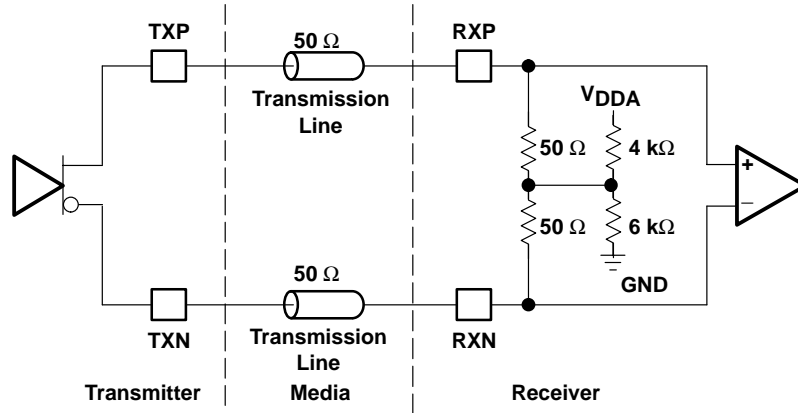 TXP
50 Ω
RXP
Transmission
Line
VDDA
50 Ω
4 kΩ
+
−
50 Ω
6 kΩ
GND
50 Ω
TXN
Transmission
Line
RXN
Transmitter
Media
Receiver